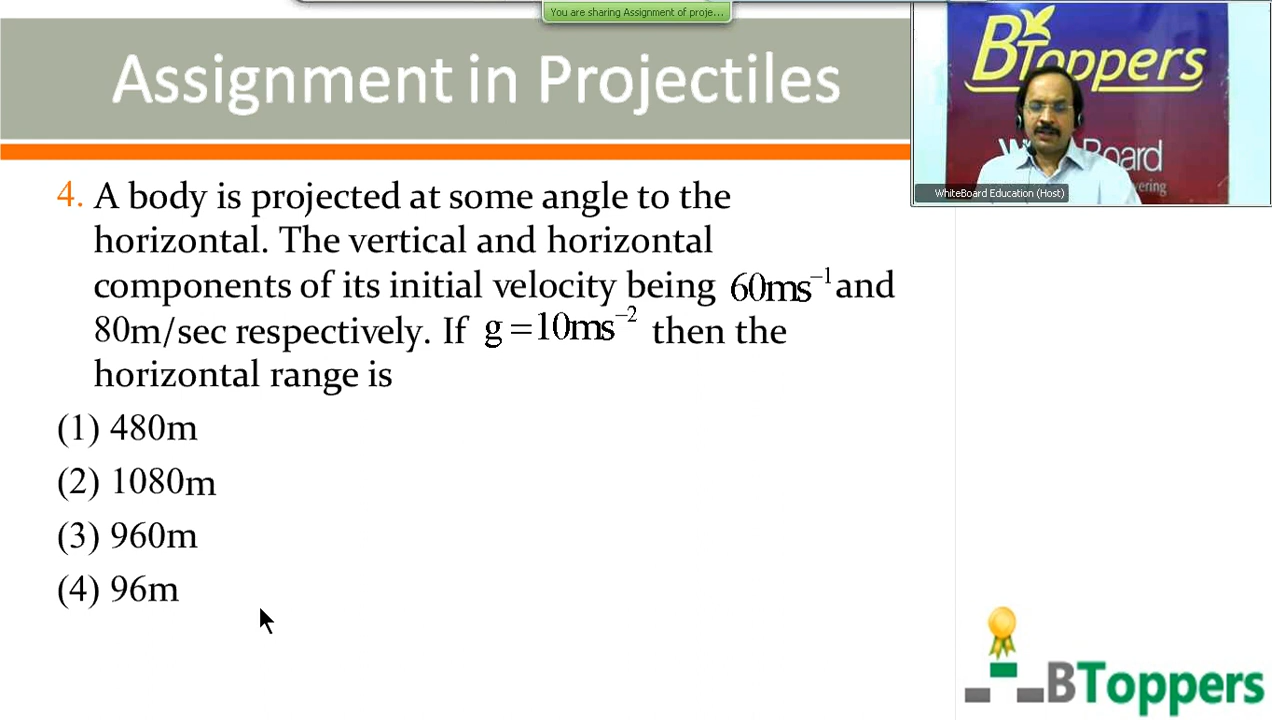 You are sharing Assignment of proje...
Assignment in Projectiles
BToppers
Board
WhiteBoard Education (Host)
4. A body is projected at some angle to the
horizontal. The vertical and horizontal
components of its initial velocity being 60ms⁻¹ and
80m/sec respectively. If g=10ms⁻² then the
horizontal range is
(1) 480m
(2) 1080m
(3) 960m
(4) 96m
BToppers